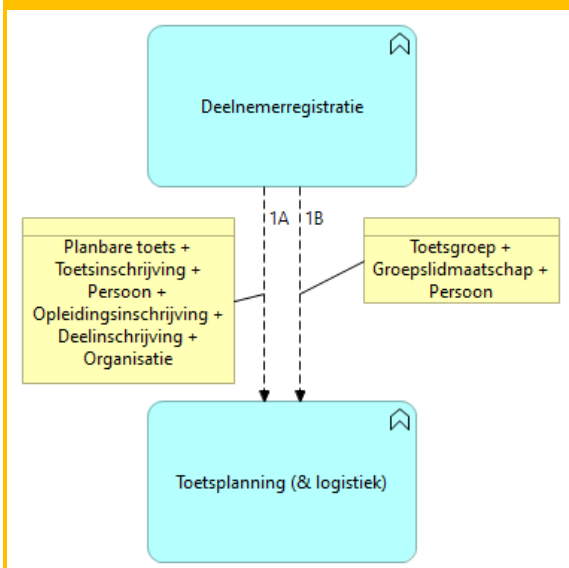 Deelnemerregistratie
1A
1B
Planbare toets +
Toetsinschrijving +
Persoon +
Opleidingsinschrijving +
Deelinschrijving +
Organisatie
Toetsgroep +
Groepslidmaatschap +
Persoon
Toetsplanning (& logistiek)